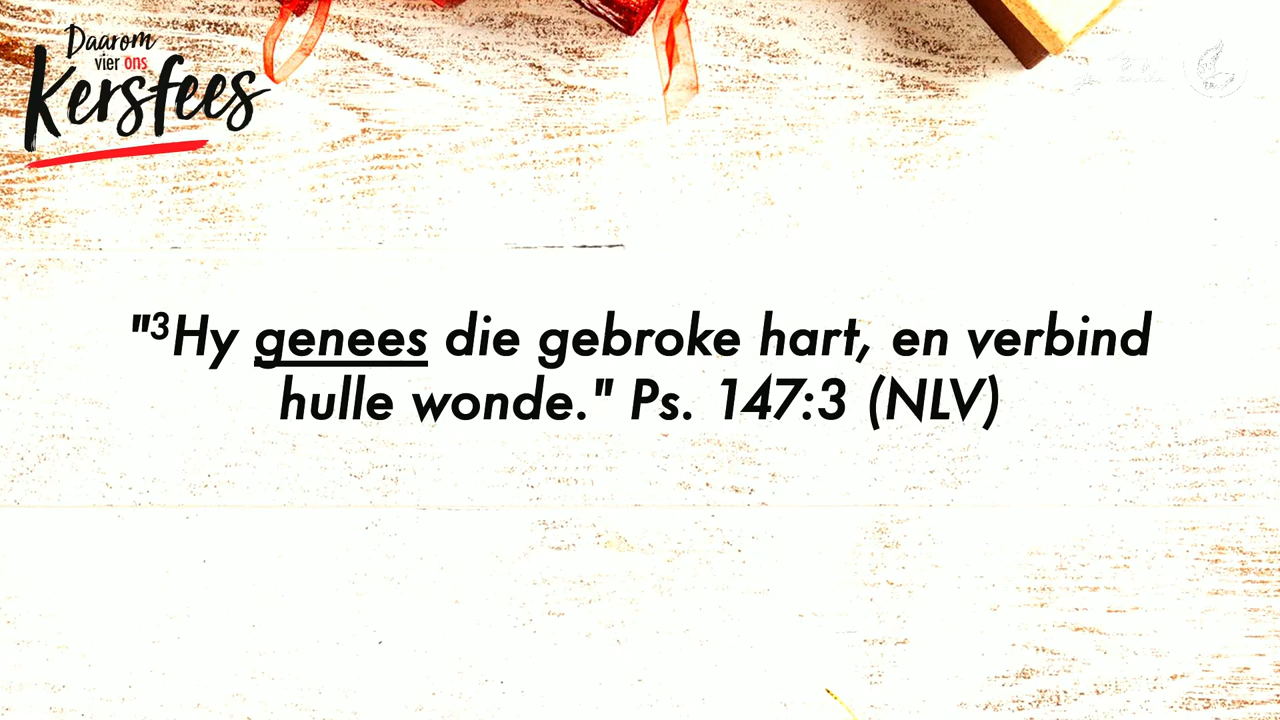 Daarom
vier ons
Kersfees
"³Hy genees die gebroke hart, en verbind
hulle wonde." Ps. 147:3 (NLV)